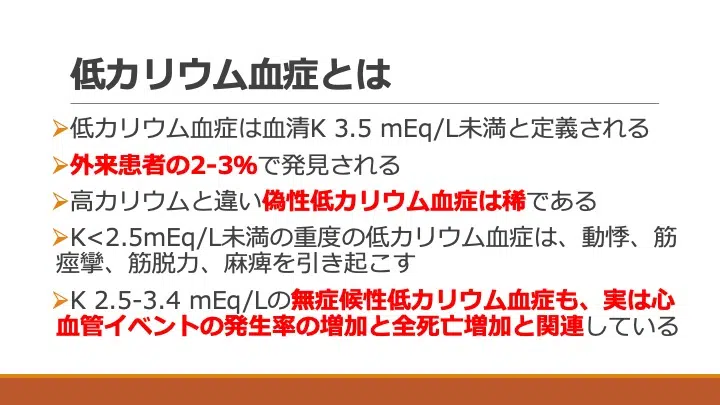 低カリウム血症とは
➢低カリウム血症は血清K 3.5 mEq/L未満と定義される
➢外来患者の2-3%で発見される
➢高カリウムと違い偽性低カリウム血症は稀である
➢K<2.5mEq/L未満の重度の低カリウム血症は、動悸、筋
痙攣、筋脱力、麻痺を引き起こす
➢K 2.5-3.4 mEq/Lの無症候性低カリウム血症も、実は心
血管イベントの発生率の増加と全死亡増加と関連している